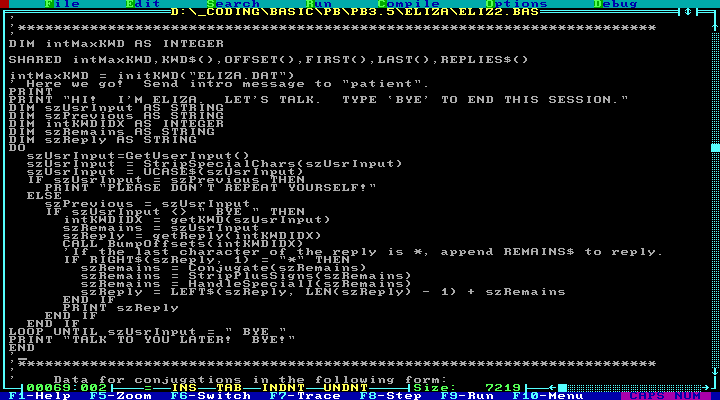 File Edit Search Run Compile Options Debug
D:\_CODING\BASIC\PB\PB3.5\ELIZA\ELIZ2.BAS
'
'***********************************************************************
DIM intMaxKWD AS INTEGER
SHARED intMaxKWD,KWD$(),OFFSET(),FIRST(),LAST(),REPLIES$()
intMaxKWD = initKWD("ELIZA.DAT")
' Here we go! Send intro message to "patient".
PRINT
PRINT "HI! I'M ELIZA. LET'S TALK. TYPE 'BYE' TO END THIS SESSION."
DIM szUsrInput AS STRING
DIM szPrevious AS STRING
DIM intKWDIDX AS INTEGER
DIM szRemains AS STRING
DIM szReply AS STRING
DO
szUsrInput=GetUserInput()
szUsrInput = StripSpecialChars(szUsrInput)
szUsrInput = UCASE$(szUsrInput)
IF szUsrInput = szPrevious THEN
PRINT "PLEASE DON'T REPEAT YOURSELF!"
ELSE
szPrevious = szUsrInput
IF szUsrInput <> " BYE " THEN
intKWDIDX = getKWD(szUsrInput)
szRemains = szUsrInput
szReply = getReply(intKWDIDX)
CALL BumpOffsets(intKWDIDX)
'If the last character of the reply is *, append REMAINS$ to reply.
IF RIGHT$(szReply, 1) = "*" THEN
szRemains = Conjugate(szRemains)
szRemains = StripPlusSigns(szRemains)
szRemains = HandleSpecialI(szRemains)
szReply = LEFT$(szReply, LEN(szReply) - 1) + szRemains
END IF
PRINT szReply
END IF
END IF
LOOP UNTIL szUsrInput = " BYE "
PRINT "TALK TO YOU LATER! BYE!"
END
'
'***********************************************************************
' Data for conjugations in the following form:
00069:002 INS TAB INDNT UNDNT Size: 7219
F1-Help F5-Zoom F6-Switch F7-Trace F8-Step F9-Run F10-Menu CAPS NUM